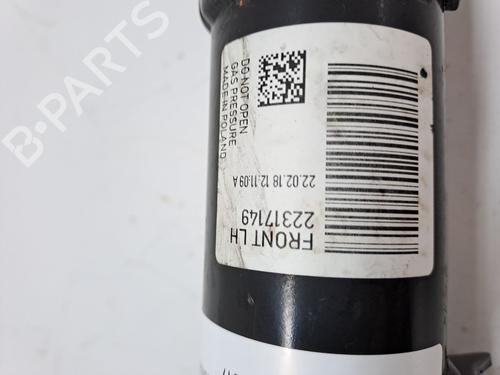 DO NOT OPEN
GAS PRESSURE
MADE IN POLAND
22.02.18 12:11:09 A
22317149
FRONT LH
B-PARTS